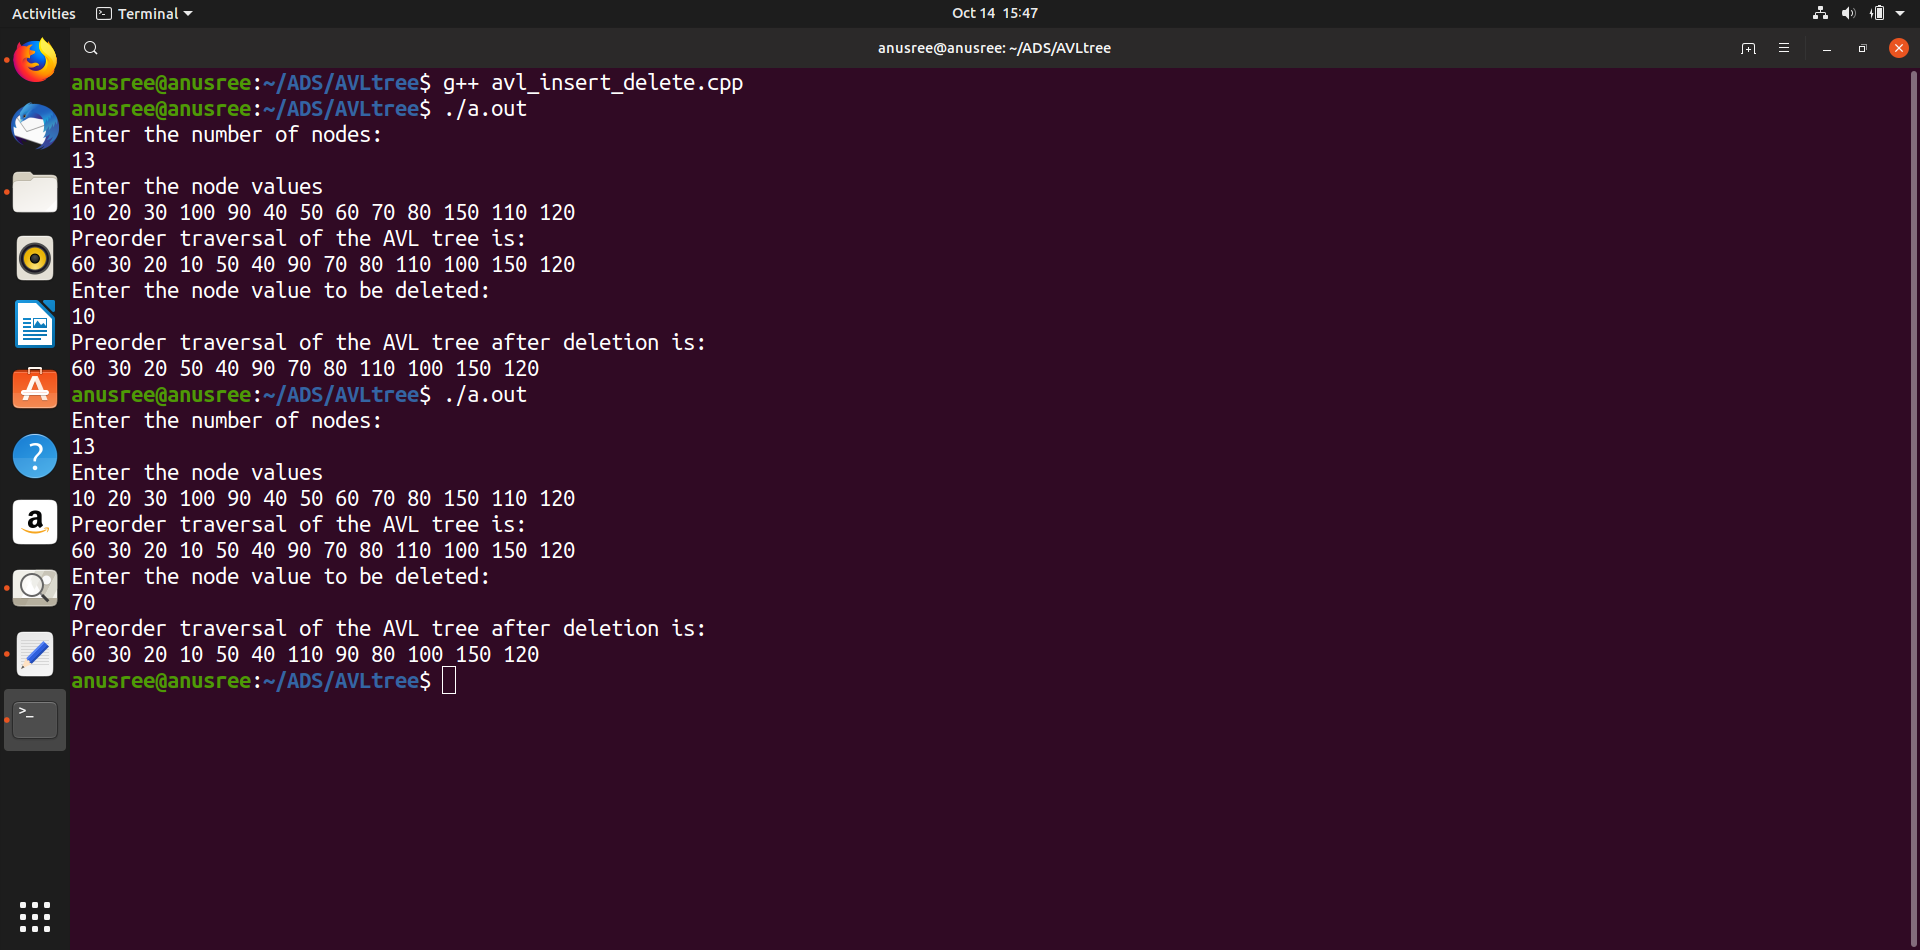 Activities Terminal Oct 14 15:47
anusree@anusree: ~/ADS/AVLtree
anusree@anusree:~/ADS/AVLtree$ g++ avl_insert_delete.cpp
anusree@anusree:~/ADS/AVLtree$ ./a.out
Enter the number of nodes:
13
Enter the node values
10 20 30 100 90 40 50 60 70 80 150 110 120
Preorder traversal of the AVL tree is:
60 30 20 10 50 40 90 70 80 110 100 150 120
Enter the node value to be deleted:
10
Preorder traversal of the AVL tree after deletion is:
60 30 20 50 40 90 70 80 110 100 150 120
anusree@anusree:~/ADS/AVLtree$ ./a.out
Enter the number of nodes:
13
Enter the node values
10 20 30 100 90 40 50 60 70 80 150 110 120
Preorder traversal of the AVL tree is:
60 30 20 10 50 40 90 70 80 110 100 150 120
Enter the node value to be deleted:
70
Preorder traversal of the AVL tree after deletion is:
60 30 20 10 50 40 110 90 80 100 150 120
anusree@anusree:~/ADS/AVLtree$